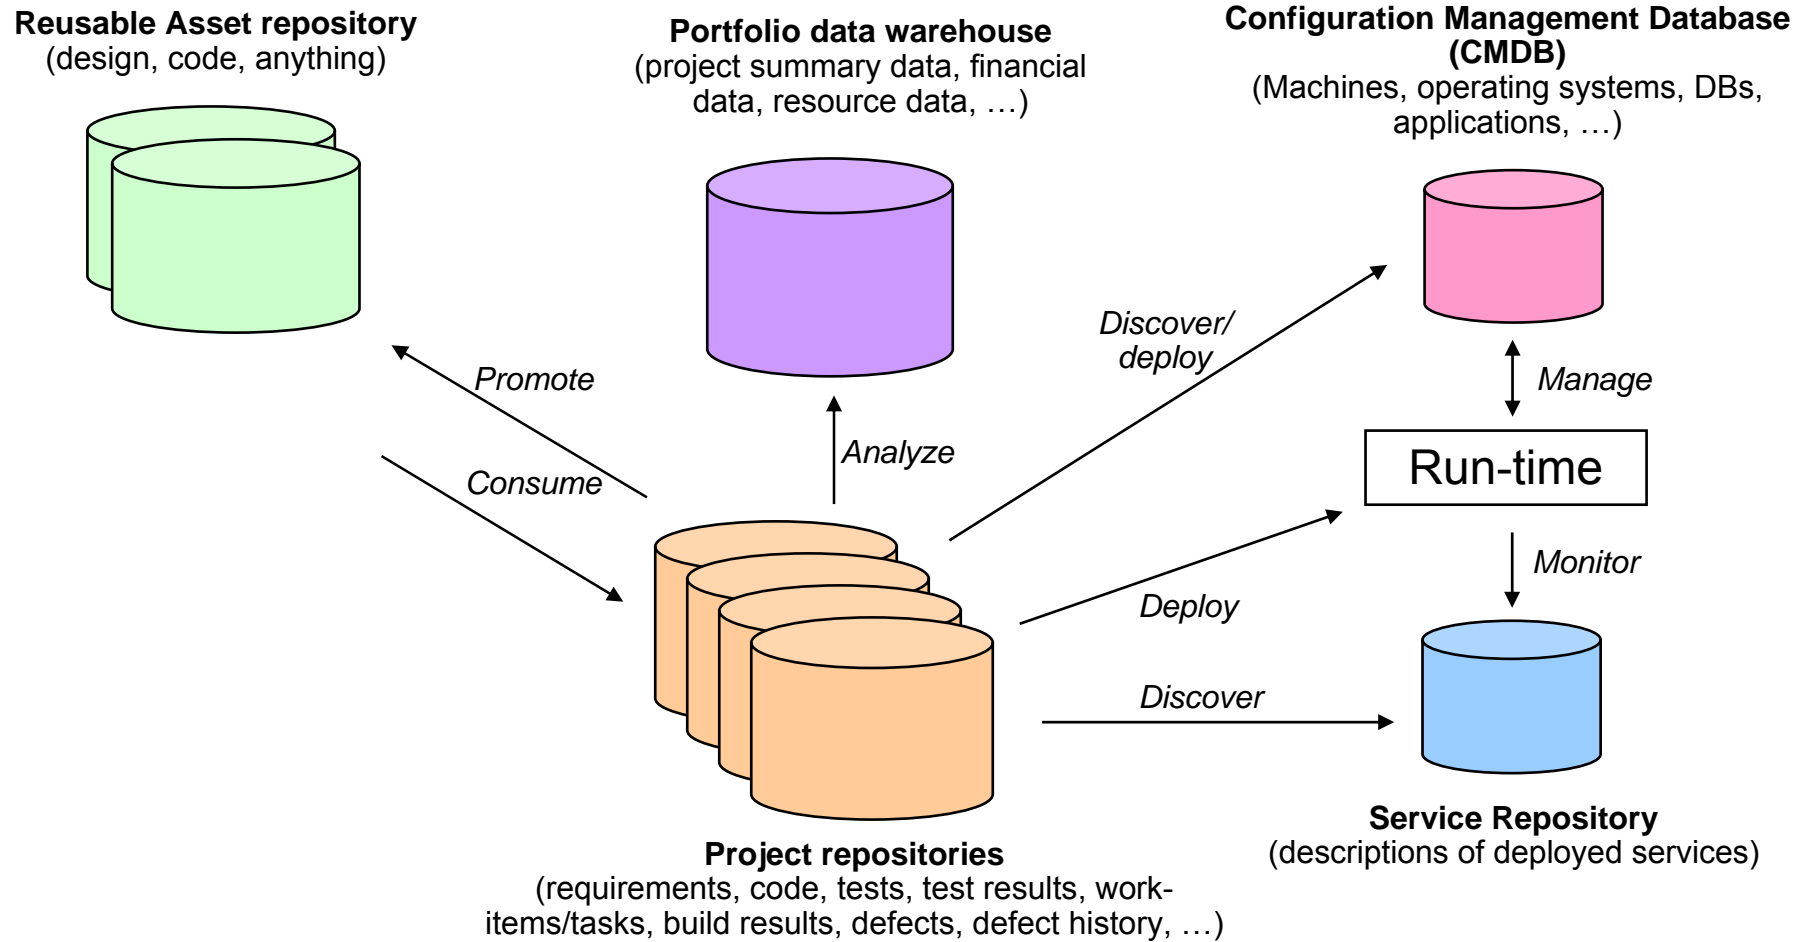 Reusable Asset repository
(design, code, anything)
Portfolio data warehouse
(project summary data, financial
data, resource data, …)
Configuration Management Database
(CMDB)
(Machines, operating systems, DBs,
applications, …)
Promote
Consume
Analyze
Discover/
deploy
Manage
Run-time
Monitor
Deploy
Discover
Service Repository
(descriptions of deployed services)
Project repositories
(requirements, code, tests, test results, work-
items/tasks, build results, defects, defect history, …)